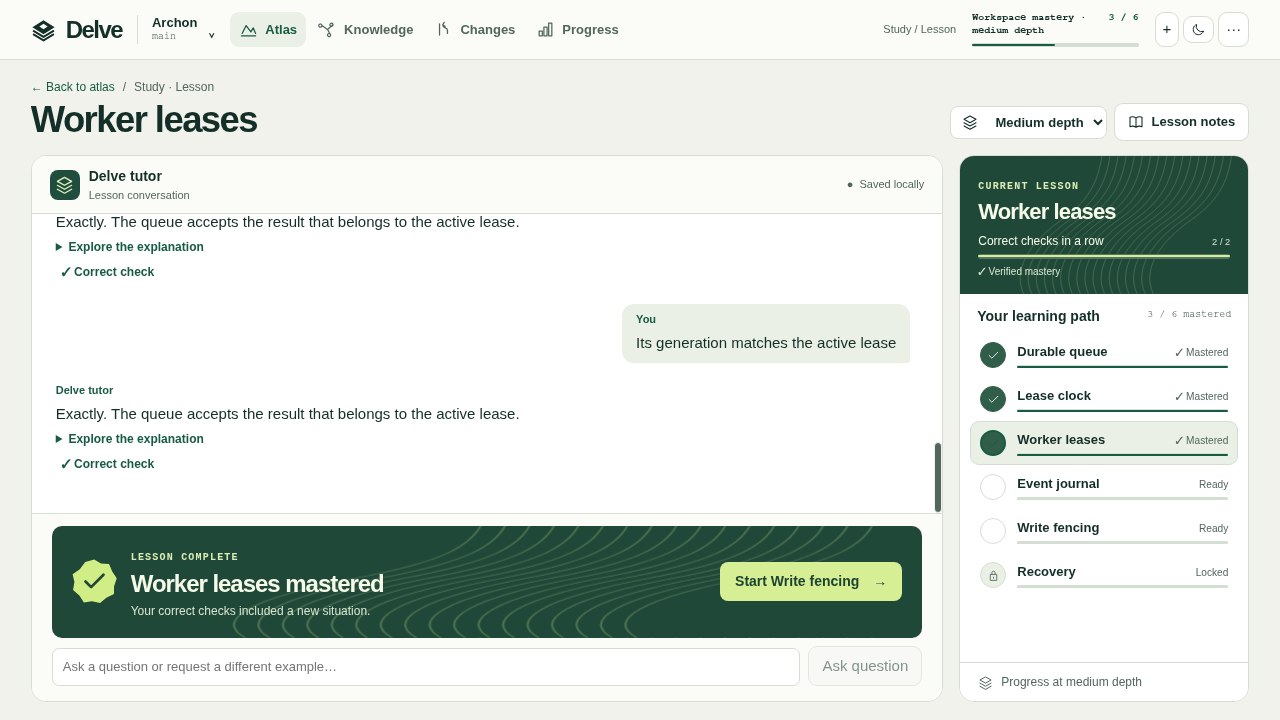 Delve
Archon
main
Atlas
Knowledge
Changes
Progress
Study / Lesson
Workspace mastery · medium depth
3 / 6
+
...
← Back to atlas / Study · Lesson
Worker leases
Medium depth
Lesson notes
Delve tutor
Lesson conversation
● Saved locally
Exactly. The queue accepts the result that belongs to the active lease.
▶ Explore the explanation
✓ Correct check
You
Its generation matches the active lease
Delve tutor
Exactly. The queue accepts the result that belongs to the active lease.
▶ Explore the explanation
✓ Correct check
LESSON COMPLETE
Worker leases mastered
Your correct checks included a new situation.
Start Write fencing →
Ask a question or request a different example…
Ask question
CURRENT LESSON
Worker leases
Correct checks in a row
2 / 2
✓ Verified mastery
Your learning path
3 / 6 mastered
Durable queue
✓ Mastered
Lease clock
✓ Mastered
Worker leases
✓ Mastered
Event journal
Ready
Write fencing
Ready
Recovery
Locked
Progress at medium depth